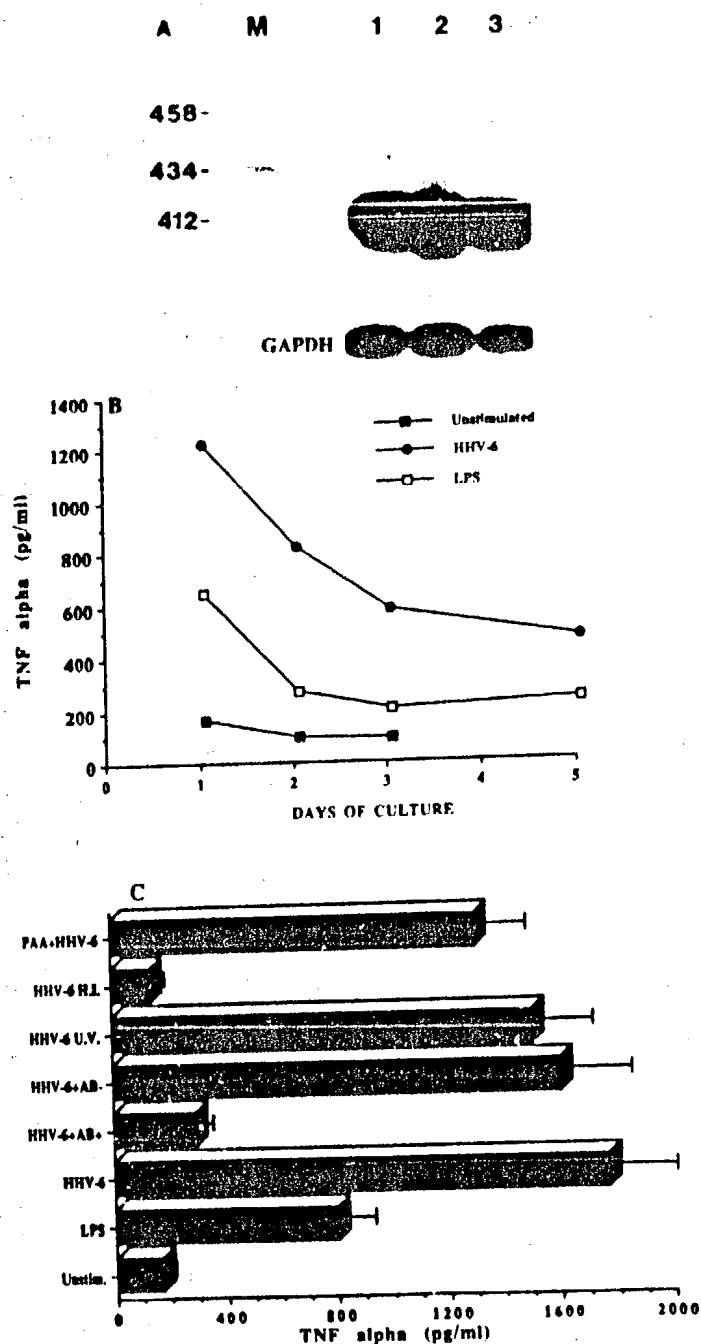 A M 1 2 3
458-
434-
412-
GAPDH
B
1400
1200
1000
800
600
400
200
0
TNF alpha (pg/ml)
Unstimulated
HHV-6
LPS
0 1 2 3 4 5
DAYS OF CULTURE
C
PAA+HHV-6
HHV-6 H.I.
HHV-6 U.V.
HHV-6+AB-
HHV-6+AB+
HHV-6
LPS
Unstim.
0 400 800 1200 1600 2000
TNF alpha (pg/ml)